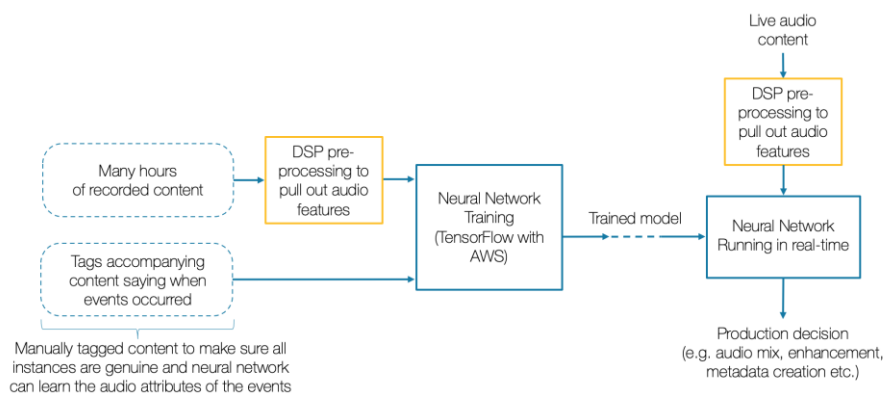 Live audio
content
DSP pre-
processing to
pull out audio
features
Many hours
of recorded content
DSP pre-
processing to
pull out audio
features
Neural Network
Training
(TensorFlow with
AWS)
Trained model
Neural Network
Running in real-time
Tags accompanying
content saying when
events occurred
Manually tagged content to make sure all
instances are genuine and neural network
can learn the audio attributes of the events
Production decision
(e.g. audio mix, enhancement,
metadata creation etc.)